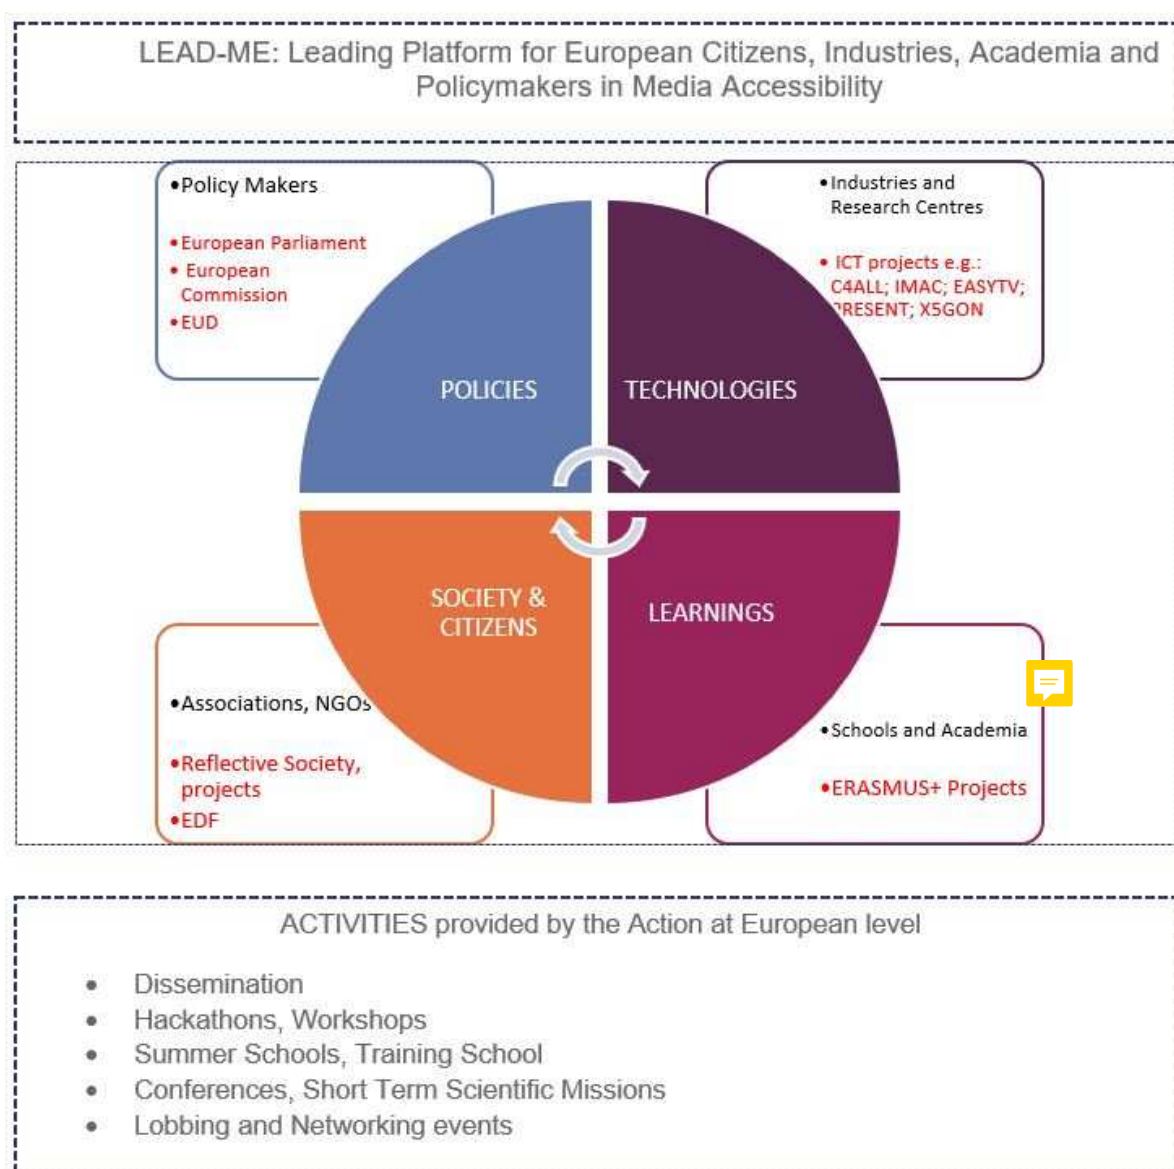 LEAD-ME: Leading Platform for European Citizens, Industries, Academia and
Policymakers in Media Accessibility
•Policy Makers
•European Parliament
• European
Commission
•EUD
•Industries and
Research Centres
• ICT projects e.g.:
C4ALL; IMAC; EASYTV;
PRESENT; X5GON
POLICIES
TECHNOLOGIES
SOCIETY &
CITIZENS
LEARNINGS
•Associations, NGOs
•Reflective Society,
projects
•EDF
•Schools and Academia
•ERASMUS+ Projects
ACTIVITIES provided by the Action at European level
• Dissemination
• Hackathons, Workshops
• Summer Schools, Training School
• Conferences, Short Term Scientific Missions
• Lobbing and Networking events